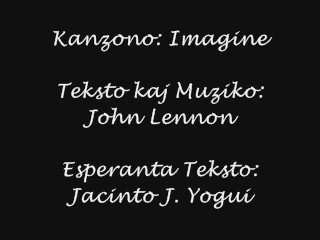 Kanzono: Imagine
Teksto kaj Muziko:
John Lennon
Esperanta Teksto:
Jacinto J. Yogui